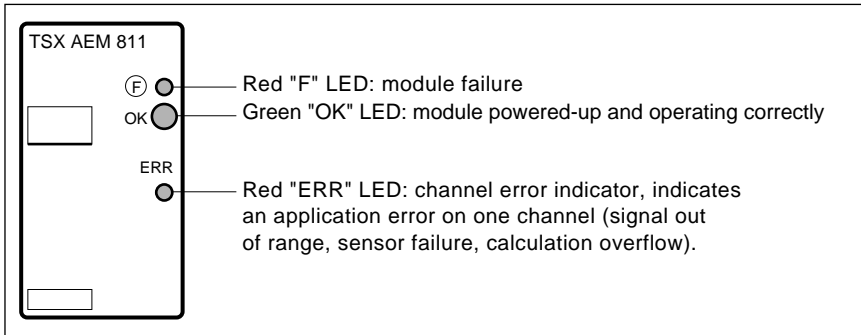 TSX AEM 811
F
Red "F" LED: module failure
OK
Green "OK" LED: module powered-up and operating correctly
ERR
Red "ERR" LED: channel error indicator, indicates
an application error on one channel (signal out
of range, sensor failure, calculation overflow).